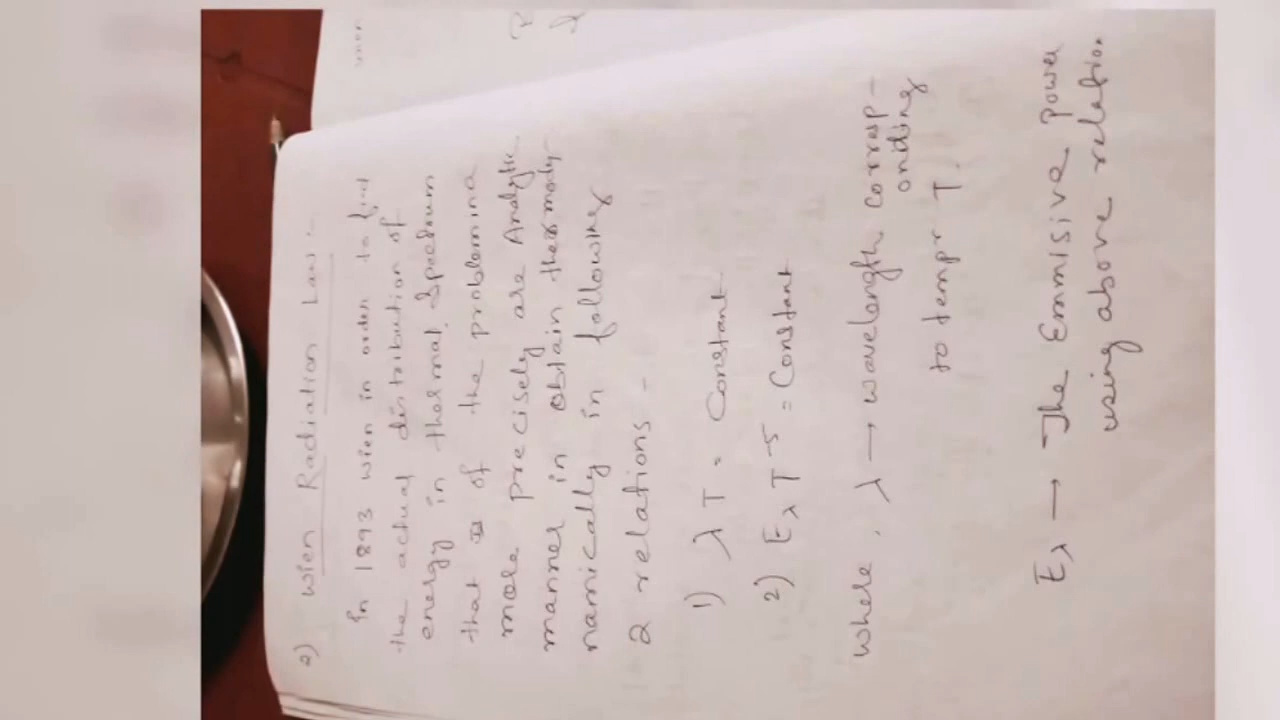 2) Wien Radiation Law :-
In 1893 Wien in order to find
the actual distribution of
energy in thermal Spectrum
that of the problem in a
more precisely are Analytic
manner in obtain thermody-
namically in following
2 relations -
1) λ T = Constant
2) E λ T -5 = Constant
where, λ → wavelength corresp-
onding
to tempr T.
Eλ → The Emmisive power
using above relation.